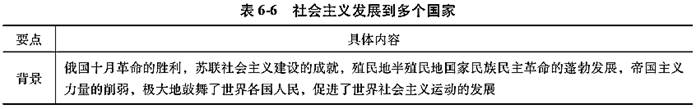 表 6-6 社会主义发展到多个国家
要点 具体内容
背景 俄国十月革命的胜利，苏联社会主义建设的成就，殖民地半殖民地国家民族民主革命的蓬勃发展，帝国主义
力量的削弱，极大地鼓舞了世界各国人民，促进了世界社会主义运动的发展